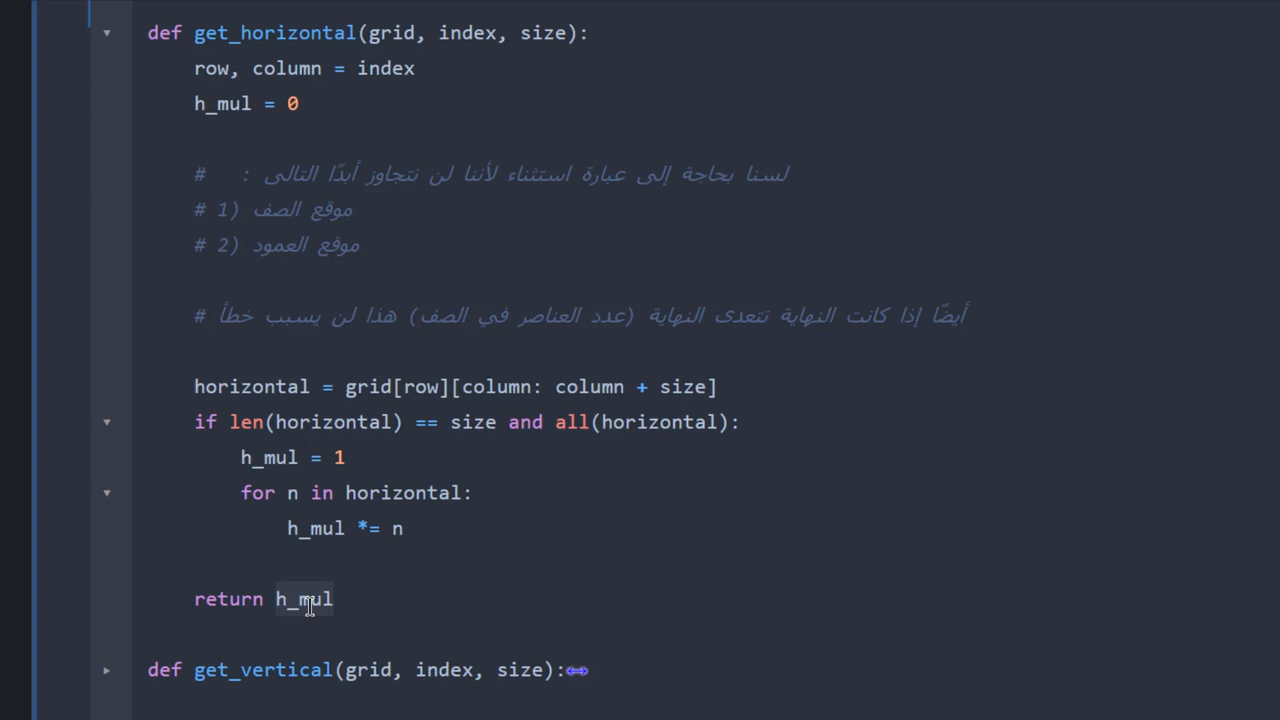 def get_horizontal(grid, index, size):
row, column = index
h_mul = 0
# لسنا بحاجة إلى عبارة استثناء لأننا لن نتجاوز أبدًا التالى :
# 1) موقع الصف
# 2) موقع العمود
# أيضًا إذا كانت النهاية تتعدى النهاية (عدد العناصر في الصف) هذا لن يسبب خطأ
horizontal = grid[row][column: column + size]
if len(horizontal) == size and all(horizontal):
h_mul = 1
for n in horizontal:
h_mul *= n
return h_mul
def get_vertical(grid, index, size):